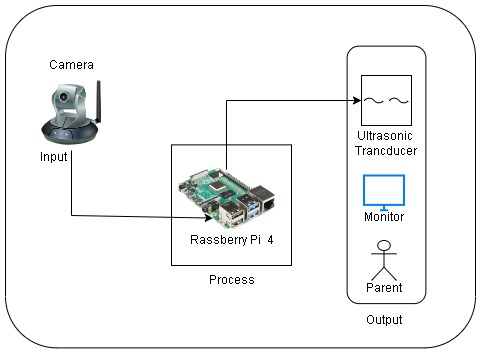 Camera
Input
Rassberry Pi 4
Process
Ultrasonic
Trancducer
Monitor
Parent
Output